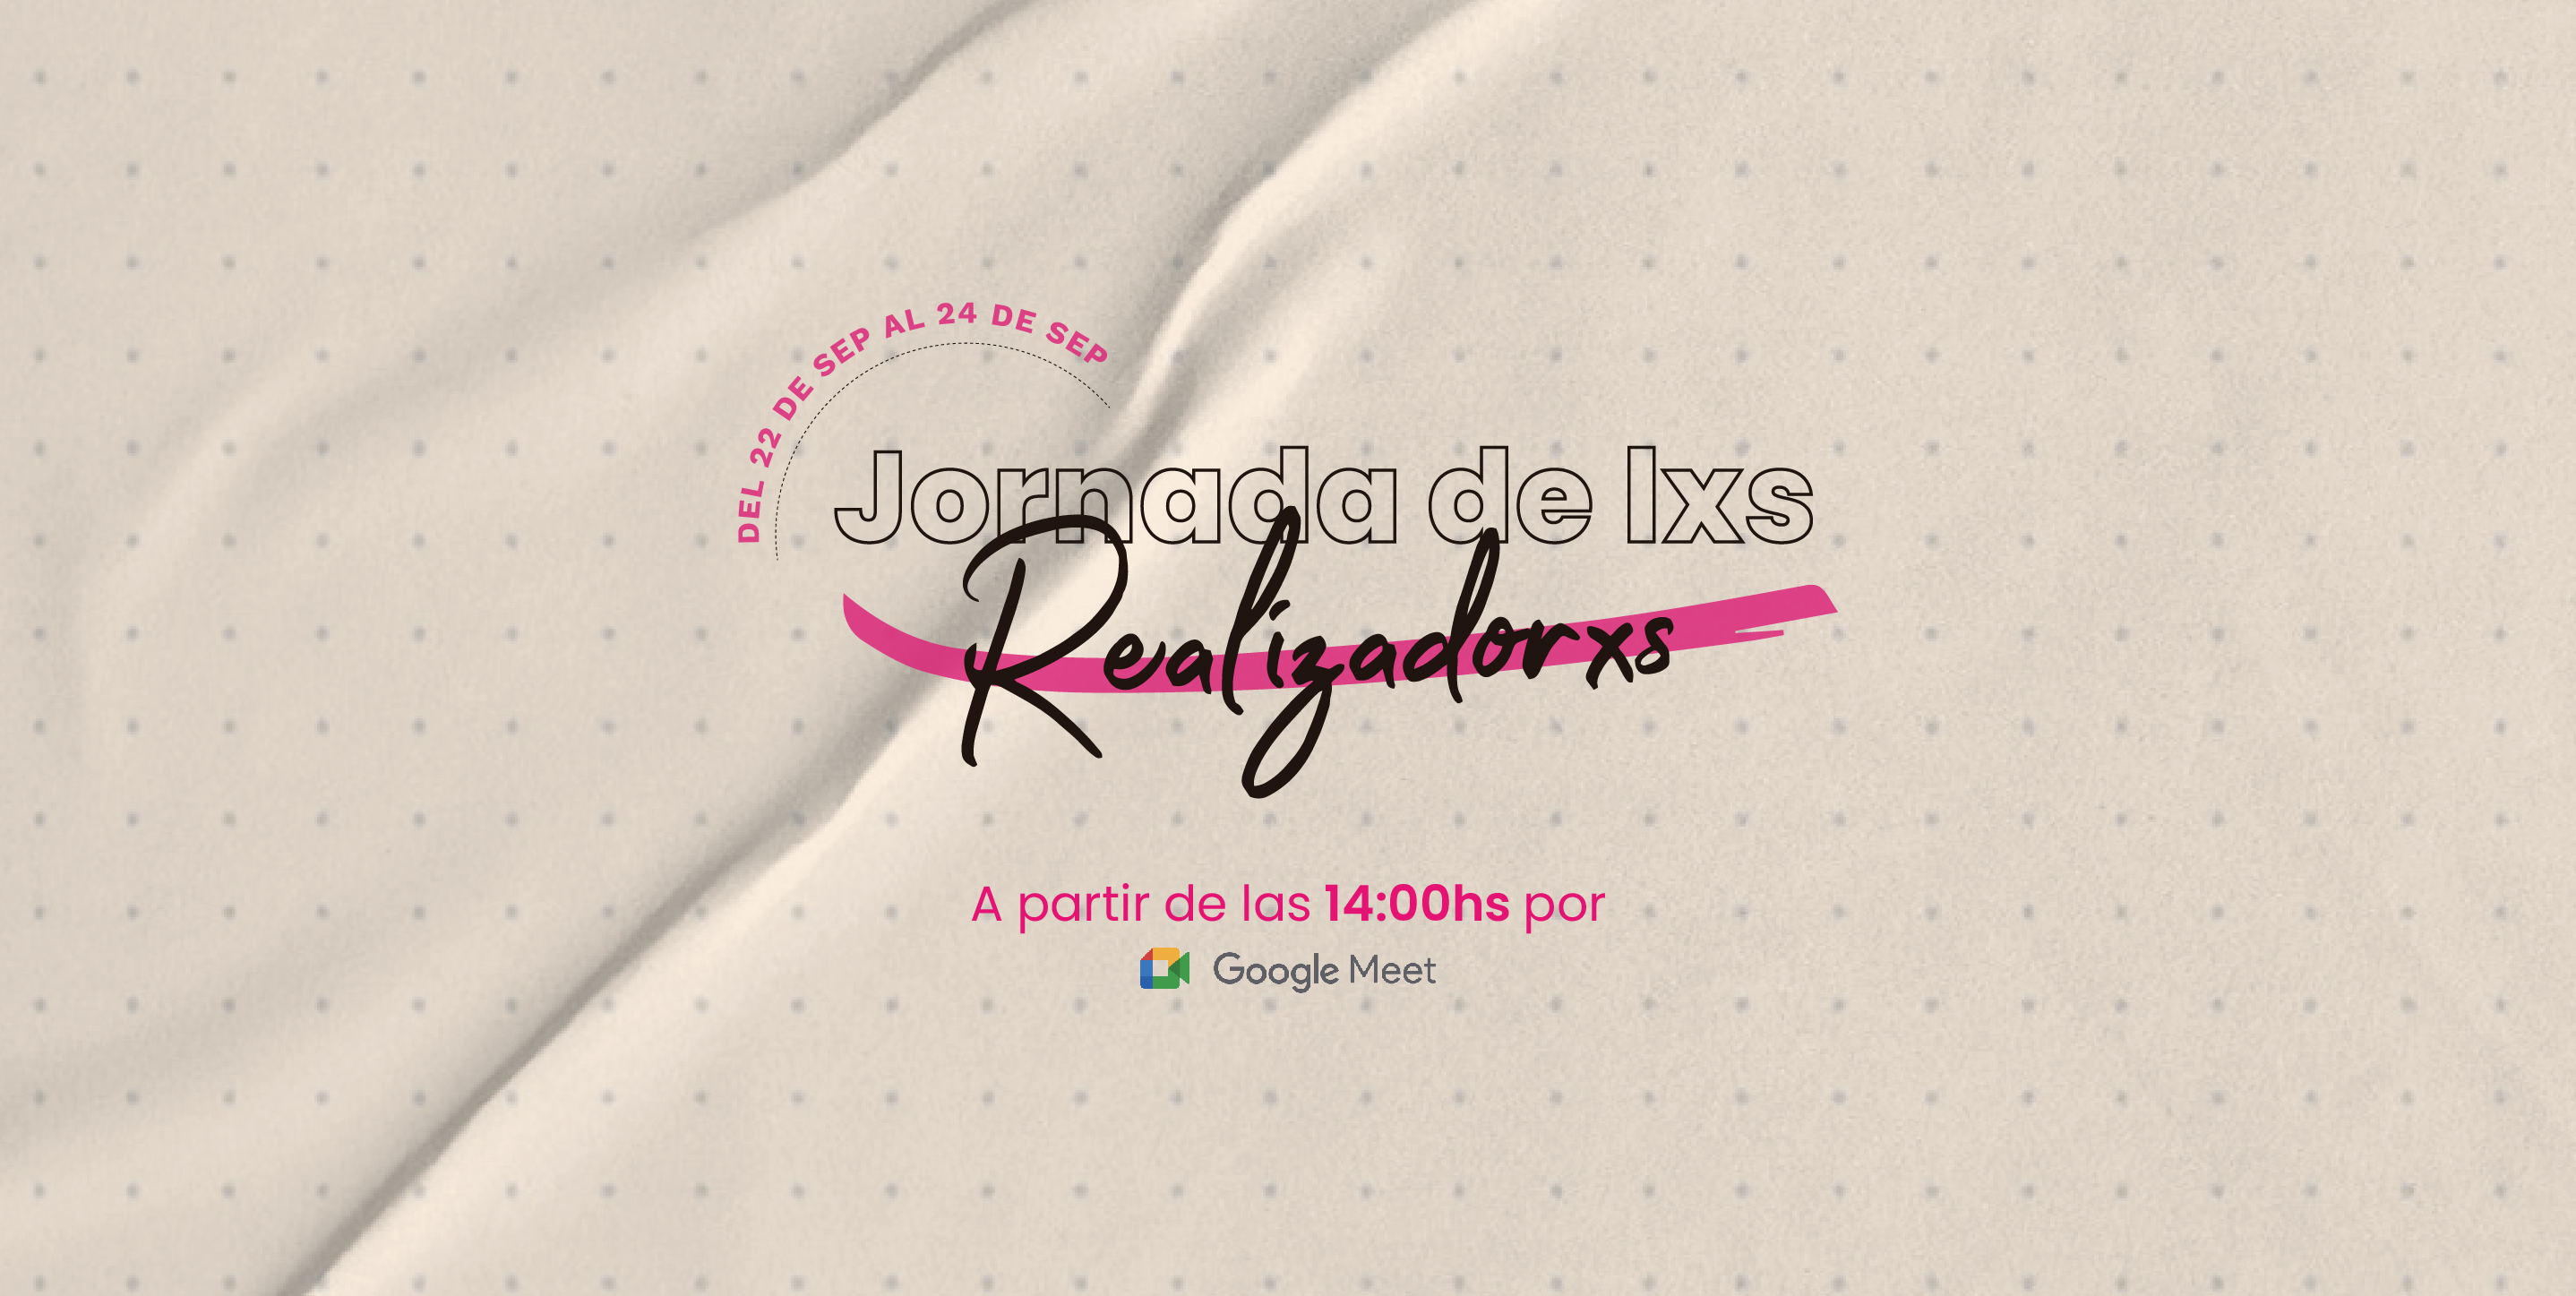 DEL 22 DE SEP AL 24 DE SEP
Jornada de lxs
Realizadorxs
A partir de las 14:00hs por
Google Meet